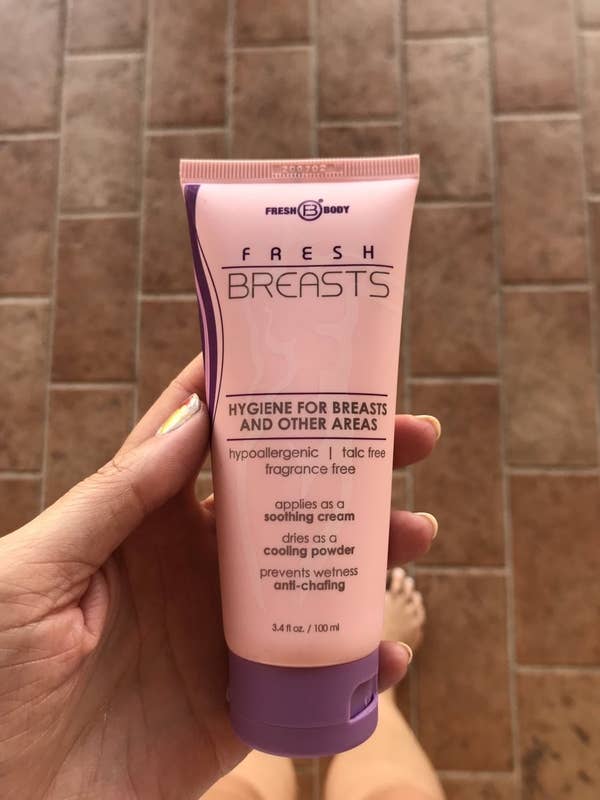 FRESH B BODY
FRESH
BREASTS
HYGIENE FOR BREASTS
AND OTHER AREAS
hypoallergenic | talc free
fragrance free
applies as a
soothing cream
dries as a
cooling powder
prevents wetness
anti-chafing
3.4 fl oz. / 100 ml